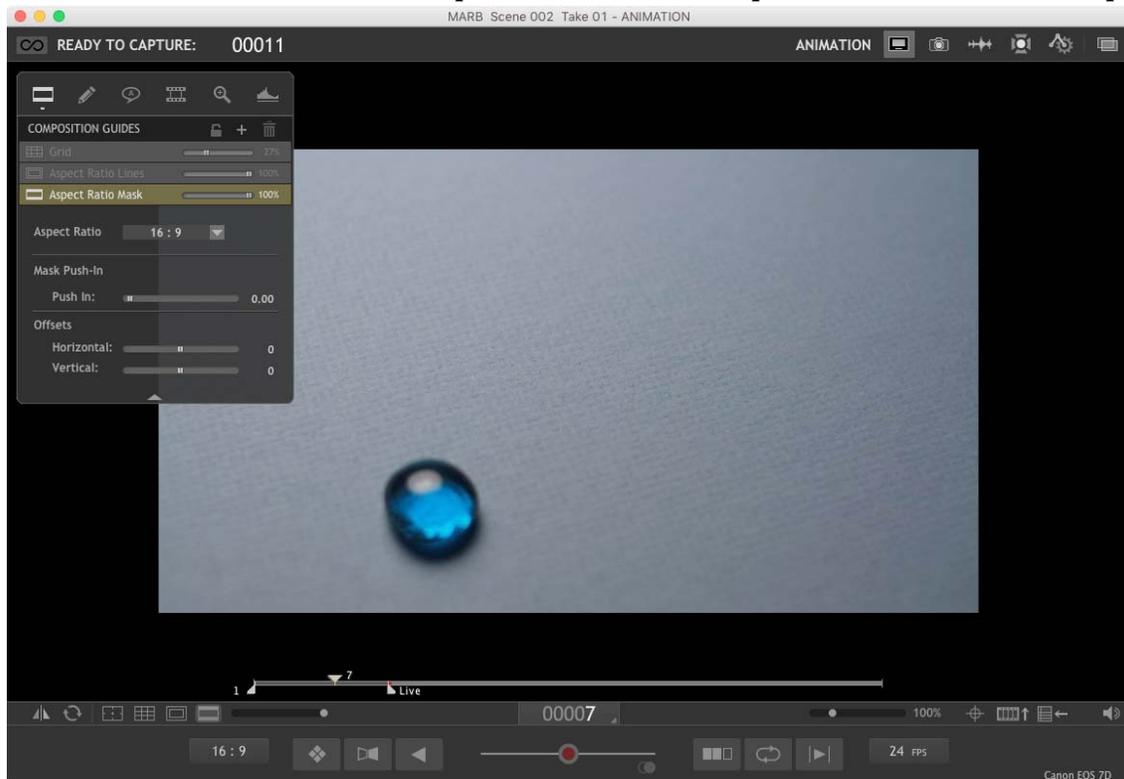 MARB Scene 002 Take 01 - ANIMATION
READY TO CAPTURE: 00011
ANIMATION
COMPOSITION GUIDES
Grid 27%
Aspect Ratio Lines 100%
Aspect Ratio Mask 100%
Aspect Ratio 16 : 9
Mask Push-In
Push In: 0.00
Offsets
Horizontal: 0
Vertical: 0
7
1 Live
00007 100%
16 : 9 24 FPS
Canon EOS 7D